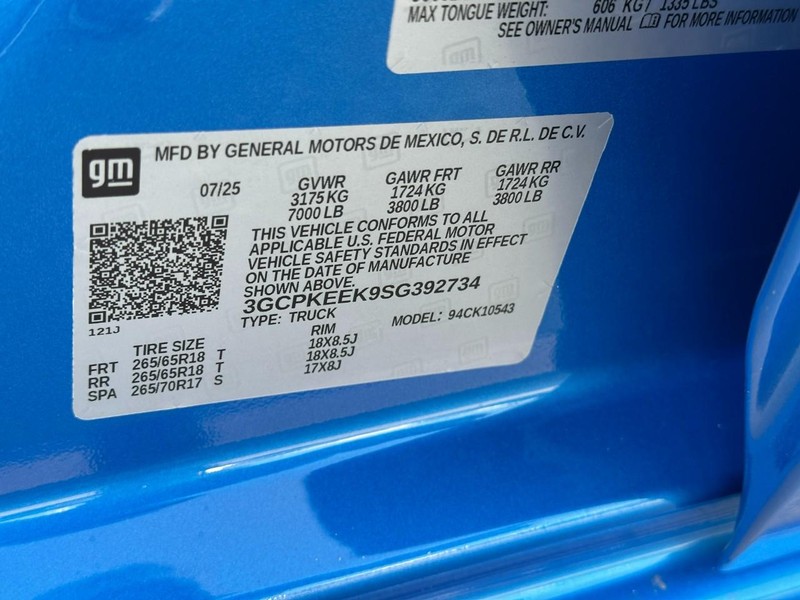 MAX TONGUE WEIGHT: 606 KG / 1335 LBS
SEE OWNER'S MANUAL FOR MORE INFORMATION
gm
MFD BY GENERAL MOTORS DE MEXICO, S. DE R.L. DE C.V.
07/25 GVWR GAWR FRT GAWR RR
3175 KG 1724 KG 1724 KG
7000 LB 3800 LB 3800 LB
THIS VEHICLE CONFORMS TO ALL
APPLICABLE U.S. FEDERAL MOTOR
VEHICLE SAFETY STANDARDS IN EFFECT
ON THE DATE OF MANUFACTURE
SHOWN ABOVE.
3GCPKEEK9SG392734
TYPE: TRUCK MODEL: 94CK10543
121J
TIRE SIZE RIM
FRT 265/65R18 T 18X8.5J
RR 265/65R18 T 18X8.5J
SPA 265/70R17 S 17X8J